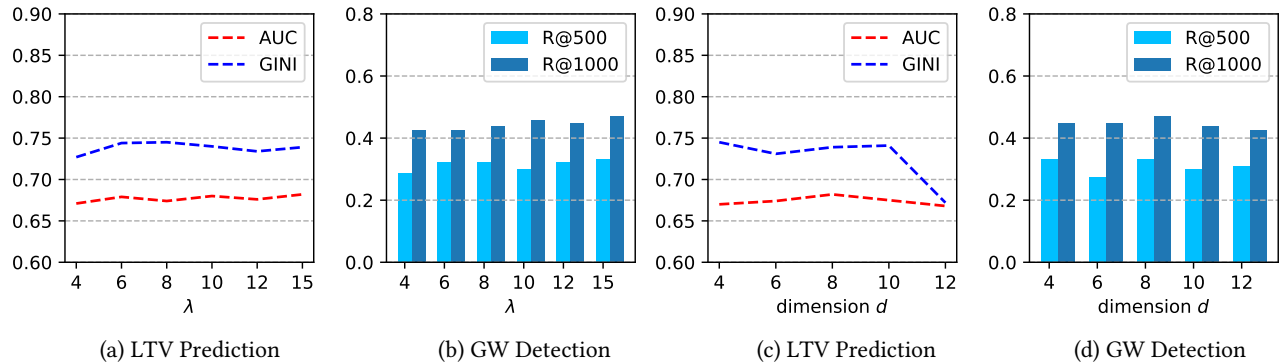 0.90
0.85
0.80
0.75
0.70
0.65
0.60
AUC
GINI
4 6 8 10 12 15
λ
(a) LTV Prediction
0.8
0.6
0.4
0.2
0.0
R@500
R@1000
4 6 8 10 12 15
λ
(b) GW Detection
0.90
0.85
0.80
0.75
0.70
0.65
0.60
AUC
GINI
4 6 8 10 12
dimension d
(c) LTV Prediction
0.8
0.6
0.4
0.2
0.0
R@500
R@1000
4 6 8 10 12
dimension d
(d) GW Detection